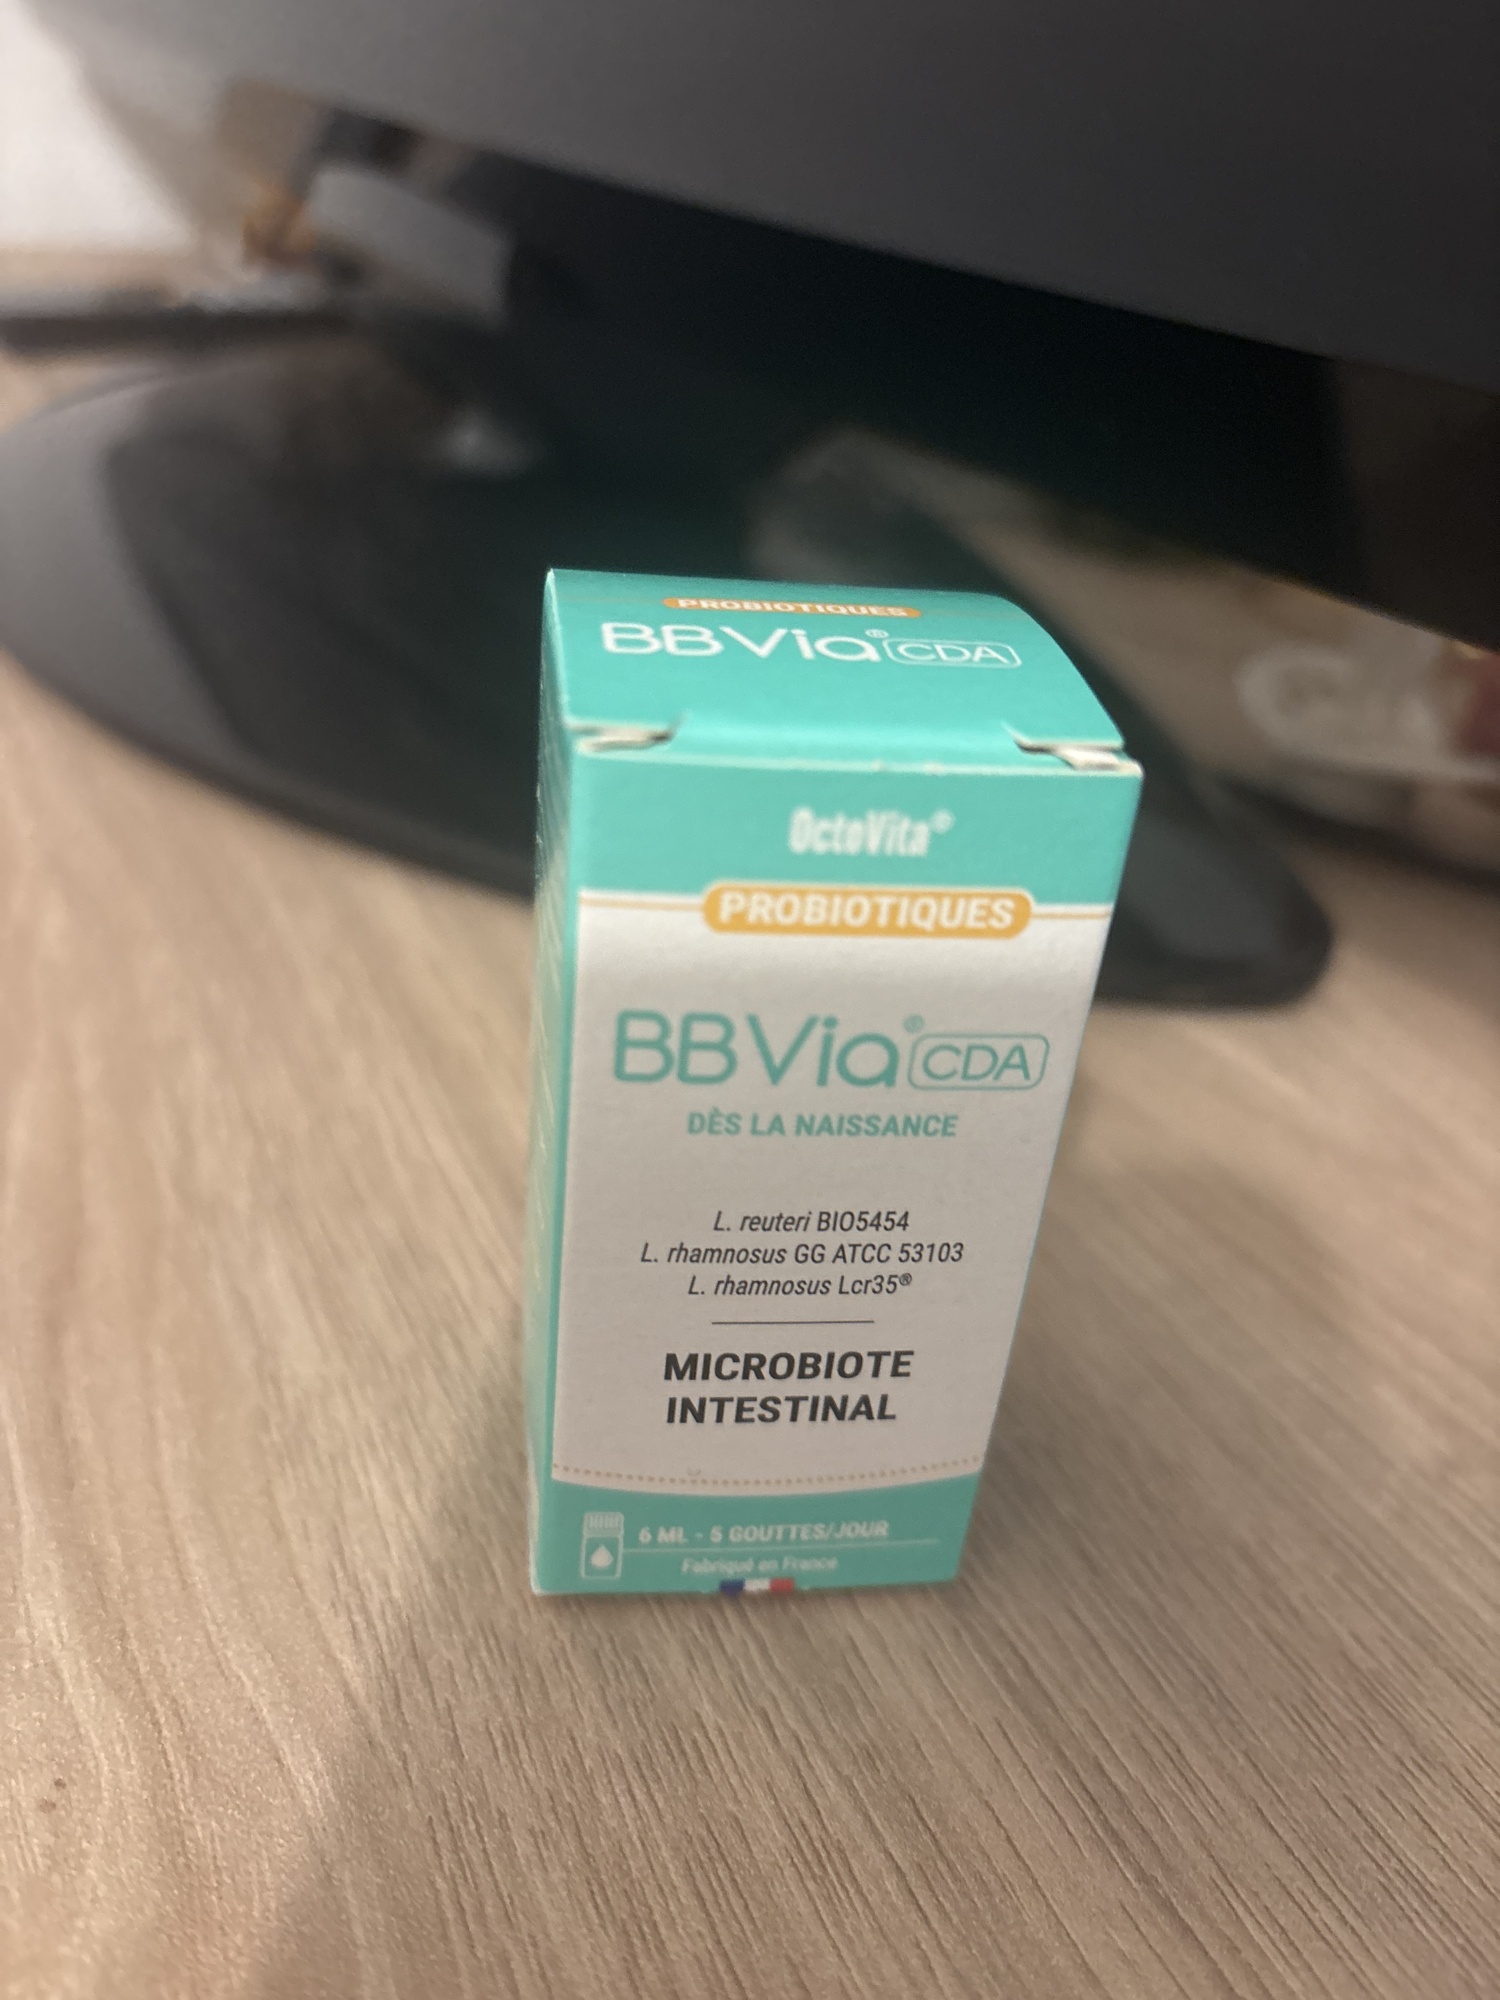 PROBIOTIQUES
BBVia® CDA
OctoVita®
PROBIOTIQUES
BBVia® CDA
DÈS LA NAISSANCE
L. reuteri BIO5454
L. rhamnosus GG ATCC 53103
L. rhamnosus Lcr35®
MICROBIOTE
INTESTINAL
6 ML - 5 GOUTTES/JOUR
Fabriqué en France